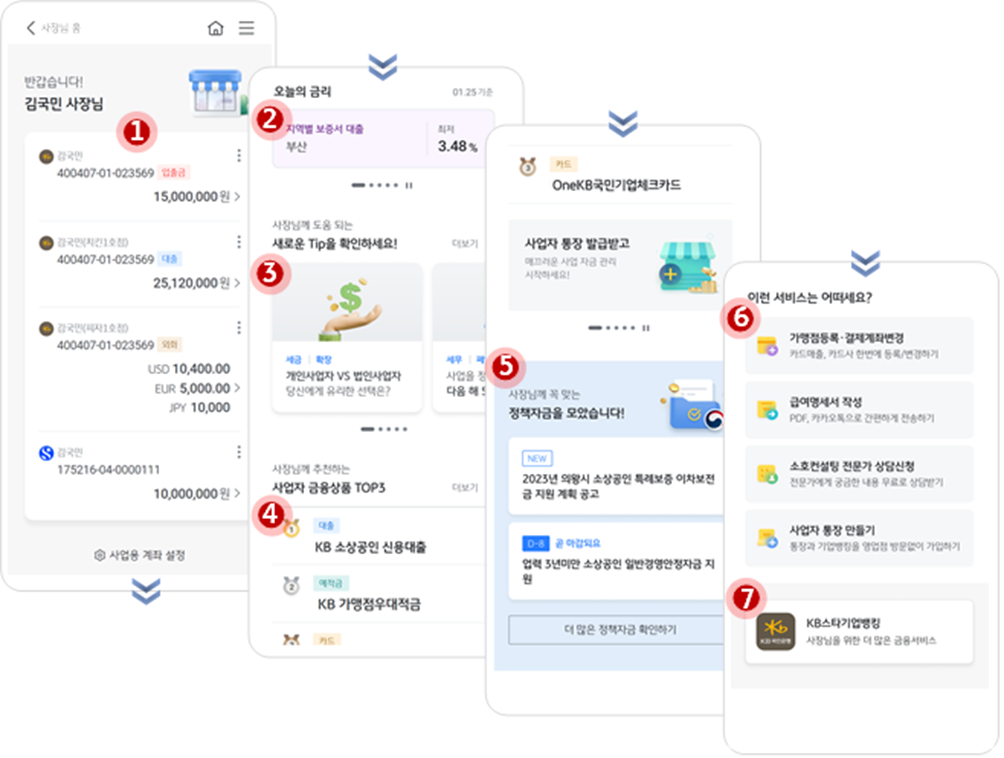 사장님 홈
반갑습니다!
김국민 사장님
1
김국민
400407-01-023569 입출금
15,000,000원
김국민(치킨1호점)
400407-01-023569 대출
25,120,000원
김국민(피자1호점)
400407-01-023569 외화
USD 10,400.00
EUR 5,000.00
JPY 10,000
김국민
175216-04-0000111
10,000,000원
사업용 계좌 설정
오늘의 금리
01.25 기준
2
지역별 보증서 대출
부산
최저
3.48 %
사장님께 도움 되는
새로운 Tip을 확인하세요!
더보기
3
세금 | 확장
개인사업자 VS 법인사업자
당신에게 유리한 선택은?
세무
사업을
다음 해 5
사장님께 추천하는
사업자 금융상품 TOP3
더보기
4
1
대출
KB 소상공인 신용대출
2
예적금
KB 가맹점우대적금
카드
3
카드
OneKB국민기업체크카드
사업자 통장 발급받고
매끄러운 사업 자금 관리
시작하세요!
5
사장님께 꼭 맞는
정책자금을 모았습니다!
NEW
2023년 의왕시 소상공인 특례보증 이차보전
금 지원 계획 공고
D-8 곧 마감되요
업력 3년미만 소상공인 일반경영안정자금 지
원
더 많은 정책자금 확인하기
이런 서비스는 어떠세요?
6
가맹점등록·결제계좌변경
카드매출, 카드사 한번에 등록/변경하기
급여명세서 작성
PDF, 카카오톡으로 간편하게 전송하기
소호컨설팅 전문가 상담신청
전문가에게 궁금한 내용 무료로 상담받기
사업자 통장 만들기
통장과 기업뱅킹을 영업점 방문없이 가입하기
7
KB 국민은행
KB스타기업뱅킹
사장님을 위한 더 많은 금융서비스